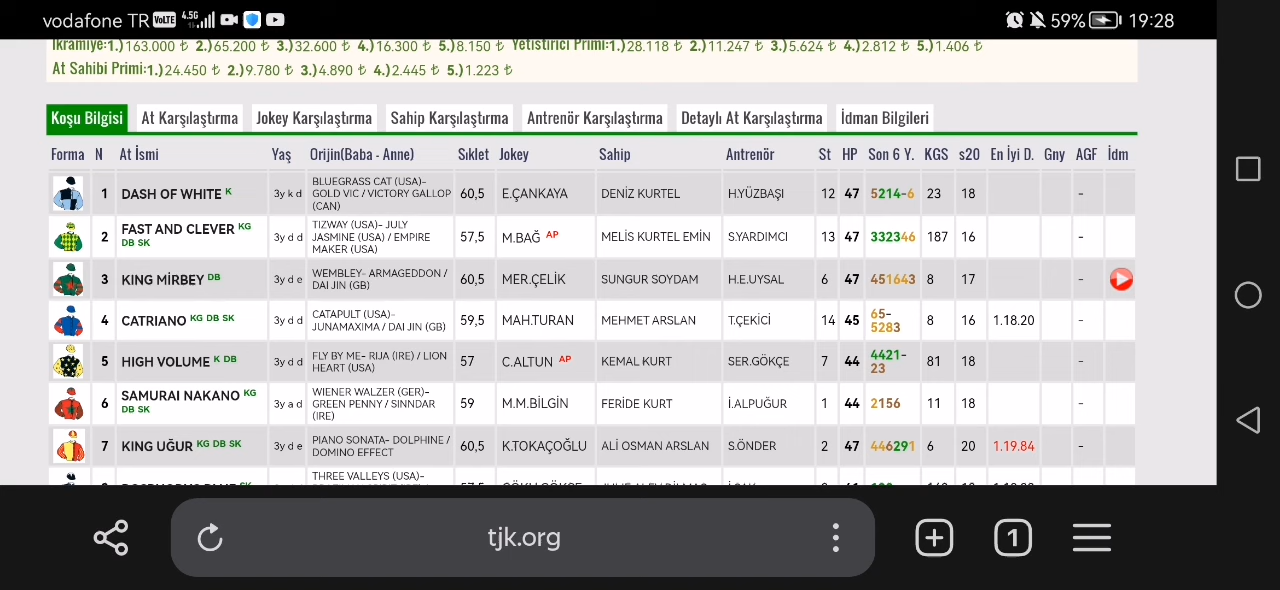 vodafone TR VoLTE 4.5G 59% 19:28
İkramiye:1.)163.000 ₺ 2.)65.200 ₺ 3.)32.600 ₺ 4.)16.300 ₺ 5.)8.150 ₺ Yetiştirici Primi:1.)28.118 ₺ 2.)11.247 ₺ 3.)5.624 ₺ 4.)2.812 ₺ 5.)1.406 ₺
At Sahibi Primi:1.)24.450 ₺ 2.)9.780 ₺ 3.)4.890 ₺ 4.)2.445 ₺ 5.)1.223 ₺
Koşu Bilgisi At Karşılaştırma Jokey Karşılaştırma Sahip Karşılaştırma Antrenör Karşılaştırma Detaylı At Karşılaştırma İdman Bilgileri
Forma N At İsmi Yaş Orijin(Baba - Anne) Sıklet Jokey Sahip Antrenör St HP Son 6 Y. KGS s20 En İyi D. Gny AGF İdm
1 DASH OF WHITE K 3y k d BLUEGRASS CAT (USA)- GOLD VIC / VICTORY GALLOP (CAN) 60,5 E.ÇANKAYA DENİZ KURTEL H.YÜZBAŞI 12 47 5214-6 23 18 -
2 FAST AND CLEVER KG DB SK 3y d d TIZWAY (USA)- JULY JASMINE (USA) / EMPIRE MAKER (USA) 57,5 M.BAĞ AP MELİS KURTEL EMİN S.YARDIMCI 13 47 332346 187 16 -
3 KING MİRBEY DB 3y d e WEMBLEY- ARMAGEDDON / DAI JIN (GB) 60,5 MER.ÇELİK SUNGUR SOYDAM H.E.UYSAL 6 47 451643 8 17 -
4 CATRIANO KG DB SK 3y d d CATAPULT (USA)- JUNAMAXIMA / DAI JIN (GB) 59,5 MAH.TURAN MEHMET ARSLAN T.ÇEKİCİ 14 45 65-5283 8 16 1.18.20 -
5 HIGH VOLUME K DB 3y d d FLY BY ME- RIJA (IRE) / LION HEART (USA) 57 C.ALTUN AP KEMAL KURT SER.GÖKÇE 7 44 4421-23 81 18 -
6 SAMURAI NAKANO KG DB SK 3y a d WIENER WALZER (GER)- GREEN PENNY / SINNDAR (IRE) 59 M.M.BİLGİN FERİDE KURT İ.ALPUĞUR 1 44 2156 11 18 -
7 KING UĞUR KG DB SK 3y d e PIANO SONATA- DOLPHINE / DOMINO EFFECT 60,5 K.TOKAÇOĞLU ALİ OSMAN ARSLAN S.ÖNDER 2 47 446291 6 20 1.19.84 -
THREE VALLEYS (USA)-
tjk.org 1